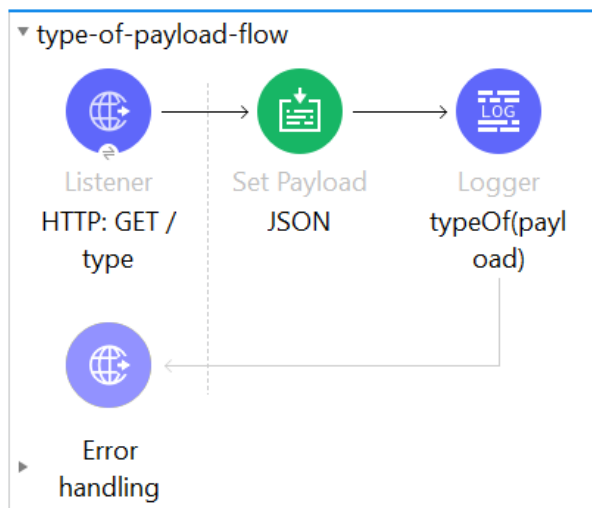 type-of-payload-flow
LOG
Listener
Set Payload
Logger
HTTP: GET /
type
JSON
typeOf(payl
oad)
Error
handling